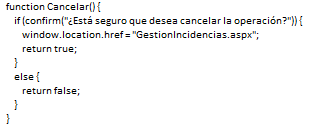 function Cancelar() {
if (confirm("¿Está seguro que desea cancelar la operación?")) {
window.location.href = "GestionIncidencias.aspx";
return true;
}
else {
return false;
}
}